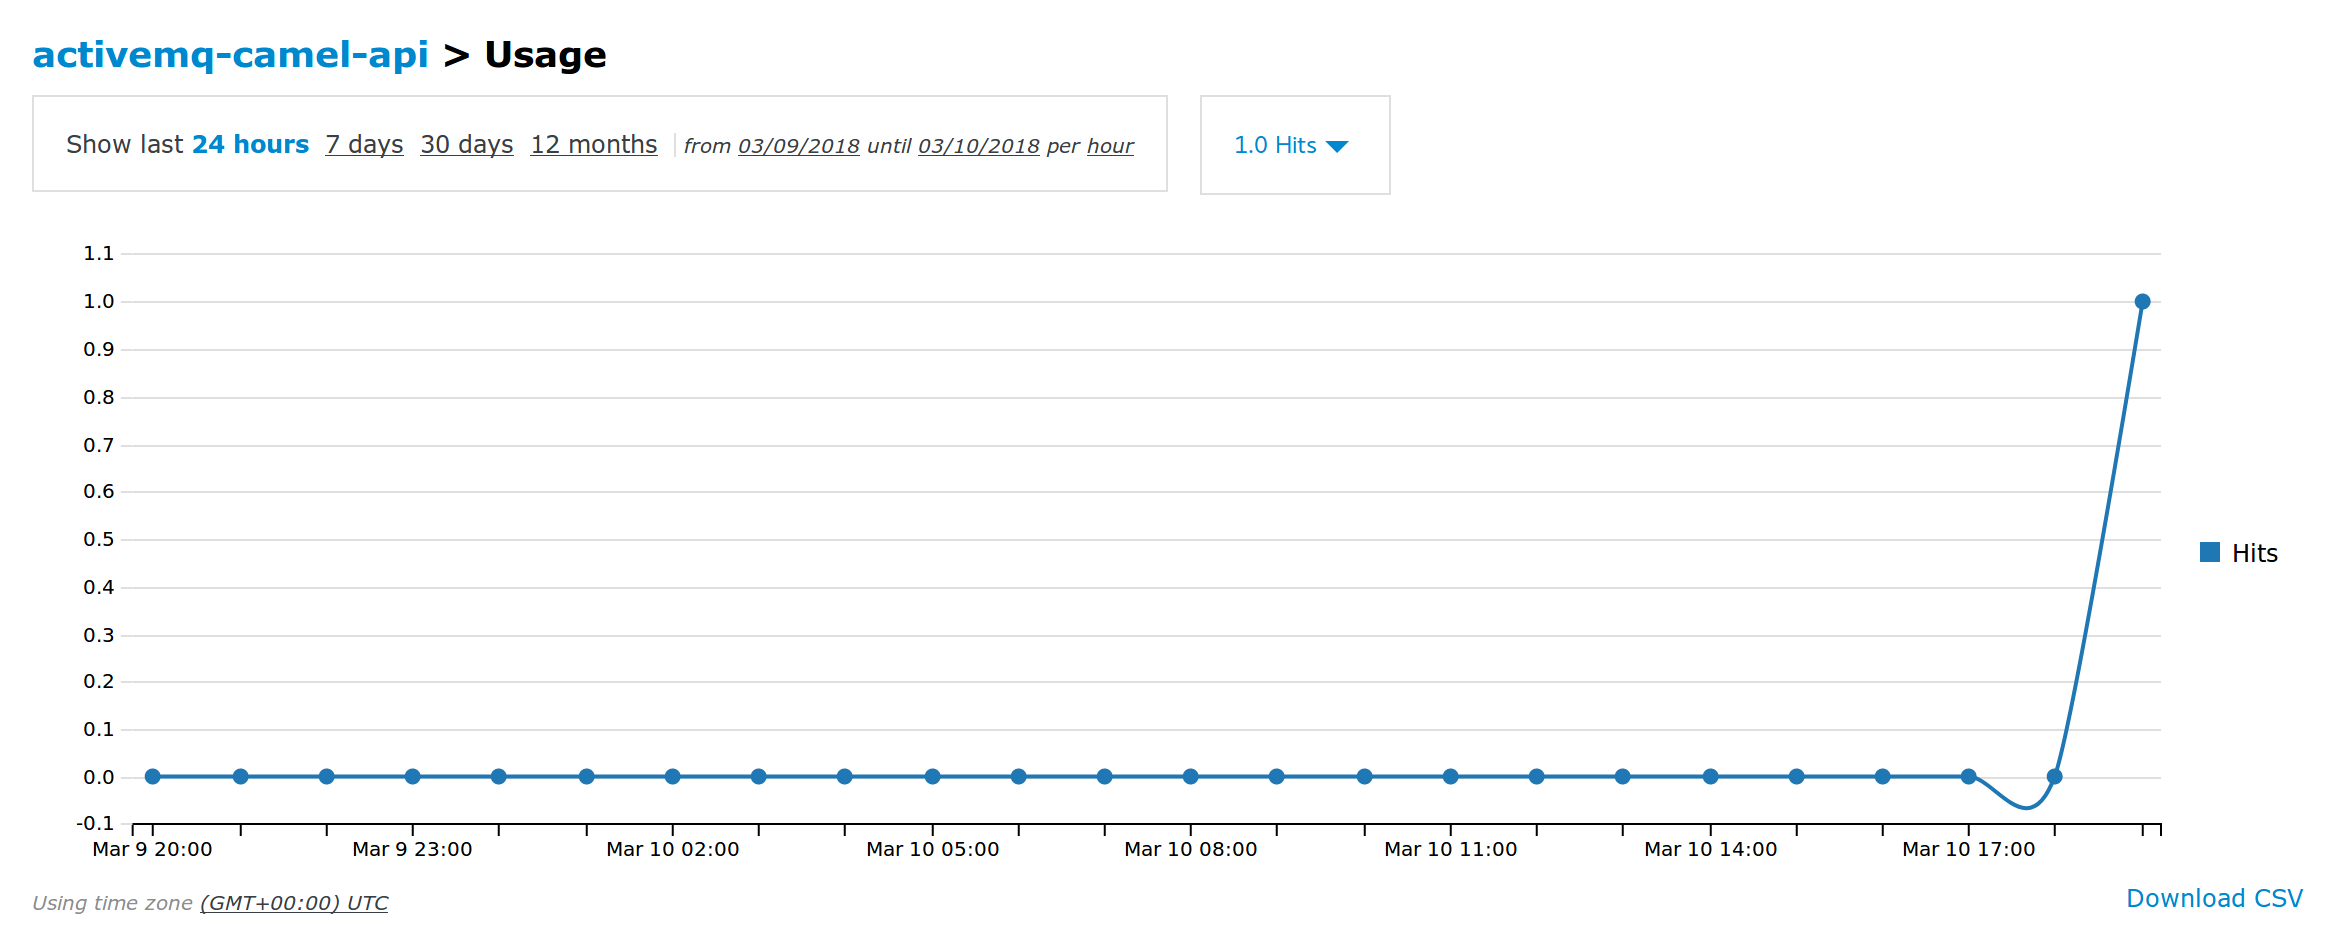 activemq-camel-api > Usage
Show last 24 hours 7 days 30 days 12 months from 03/09/2018 until 03/10/2018 per hour
1.0 Hits
1.1
1.0
0.9
0.8
0.7
0.6
0.5
0.4
0.3
0.2
0.1
0.0
-0.1
Hits
Mar 9 20:00 Mar 9 23:00 Mar 10 02:00 Mar 10 05:00 Mar 10 08:00 Mar 10 11:00 Mar 10 14:00 Mar 10 17:00
Using time zone (GMT+00:00) UTC
Download CSV